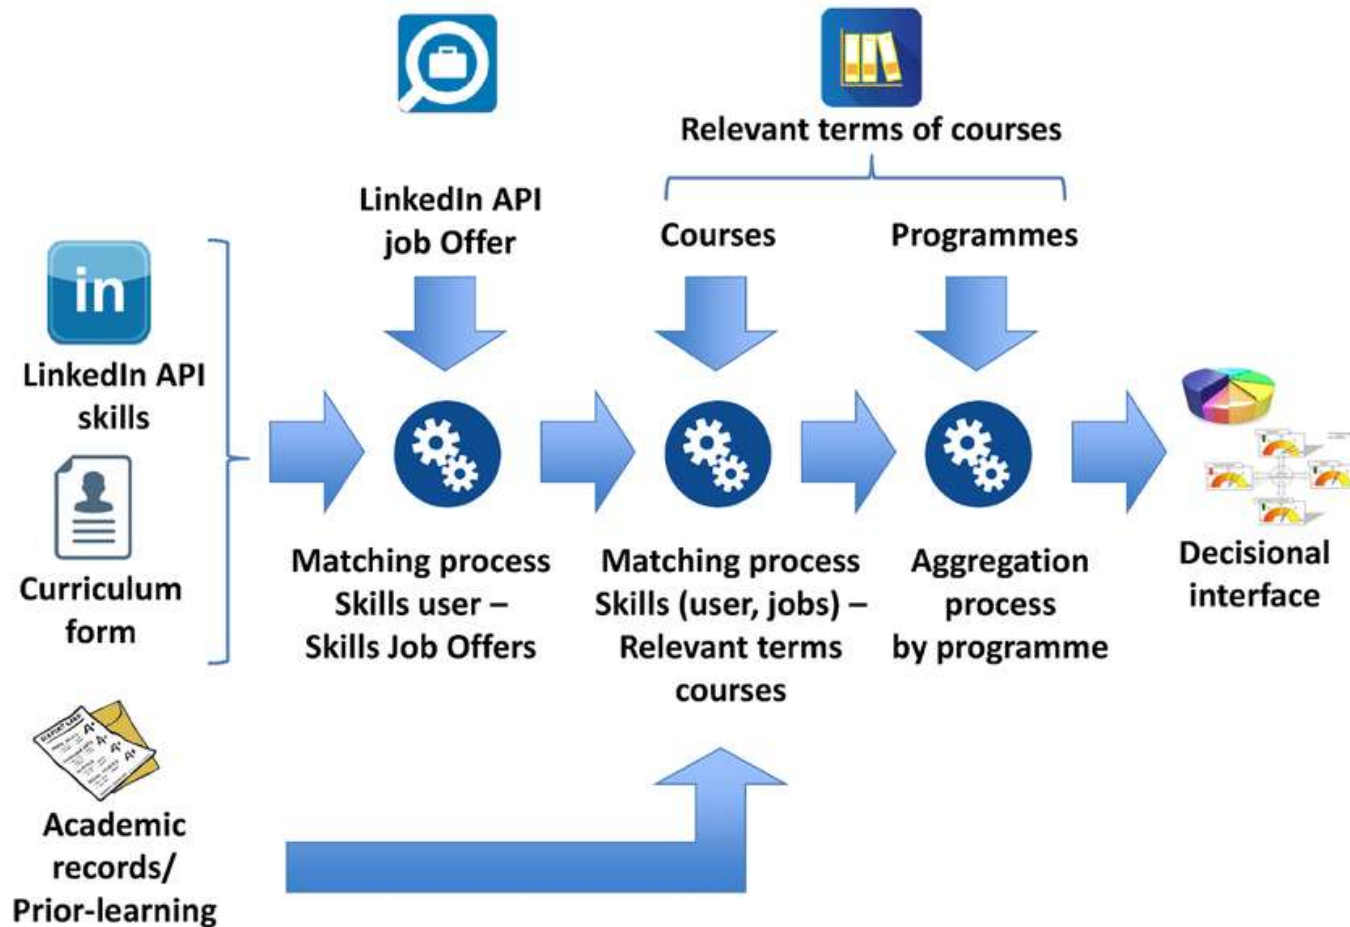 Relevant terms of courses
LinkedIn API
job Offer
Courses
Programmes
in
LinkedIn API
skills
Curriculum
form
Matching process
Skills user –
Skills Job Offers
Matching process
Skills (user, jobs) –
Relevant terms
courses
Aggregation
process
by programme
Decisional
interface
REPORT CARD
A+
A+
A+
A+
Academic
records/
Prior-learning